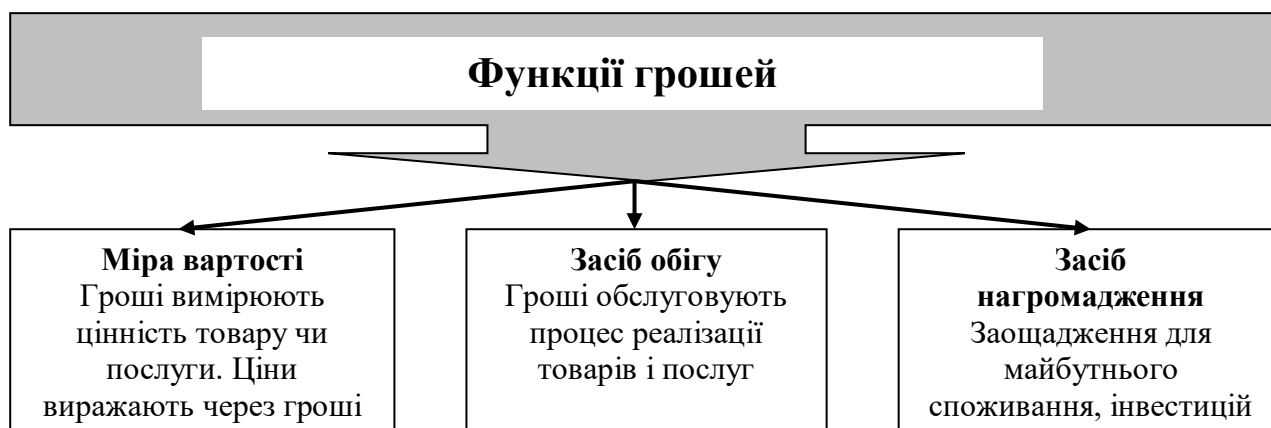 Функції грошей
Міра вартості
Гроші вимірюють
цінність товару чи
послуги. Ціни
виражають через гроші
Засіб обігу
Гроші обслуговують
процес реалізації
товарів і послуг
Засіб
нагромадження
Заощадження для
майбутнього
споживання, інвестицій